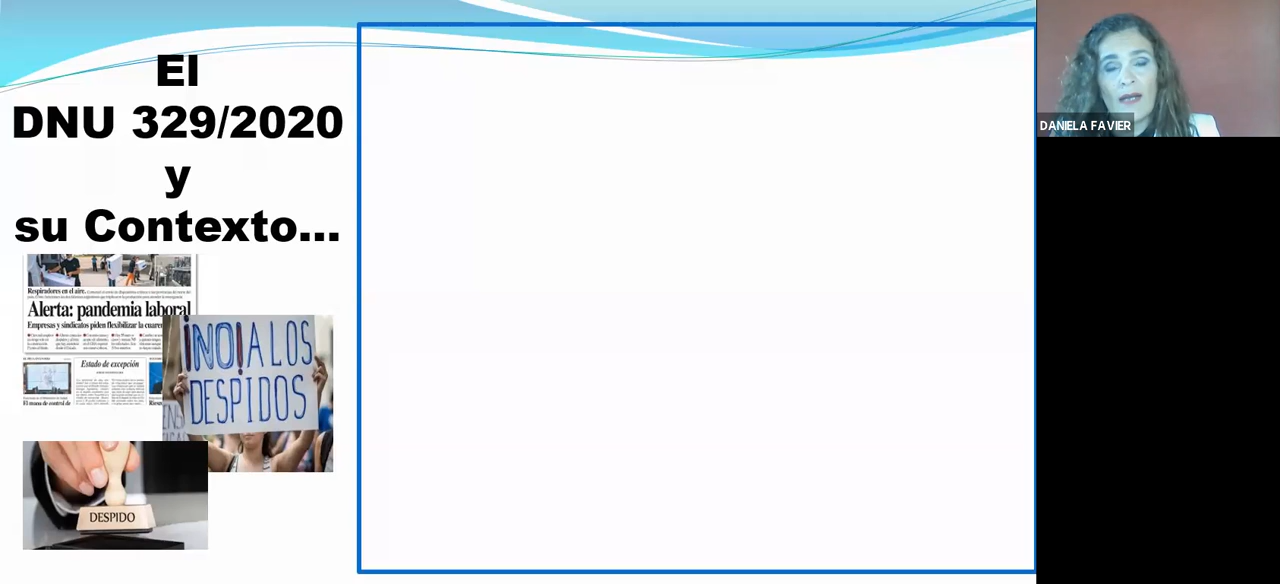 El
DNU 329/2020
y
su Contexto...
DANIELA FAVIER
Respiradores en el aire.
Alerta: pandemia laboral
Empresas y sindicatos piden flexibilizar la cuare
Estado de excepción
¡NO! A LOS
DESPIDOS
DESPIDO